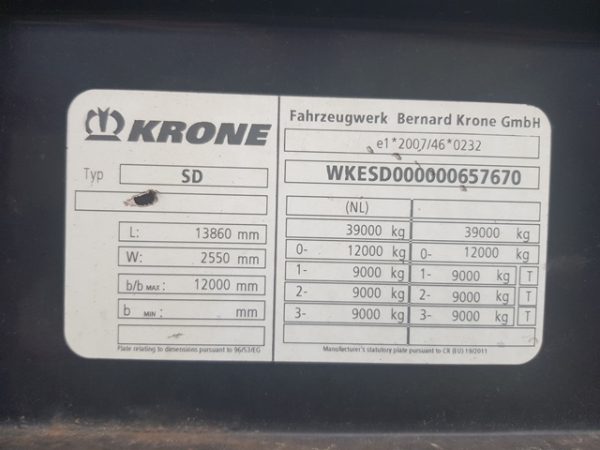 KRONE
Typ SD
L: 13860 mm
W: 2550 mm
b/b MAX : 12000 mm
b MIN : mm
Plate relating to dimensions pursuant to 96/53/EG
Fahrzeugwerk Bernard Krone GmbH
e1*2007/46*0232
WKESD000000657670
(NL)
39000 kg 39000 kg
0- 12000 kg 0- 12000 kg
1- 9000 kg 1- 9000 kg T
2- 9000 kg 2- 9000 kg T
3- 9000 kg 3- 9000 kg T
Manufacturer's statutory plate pursuant to CR (EU) 19/2011